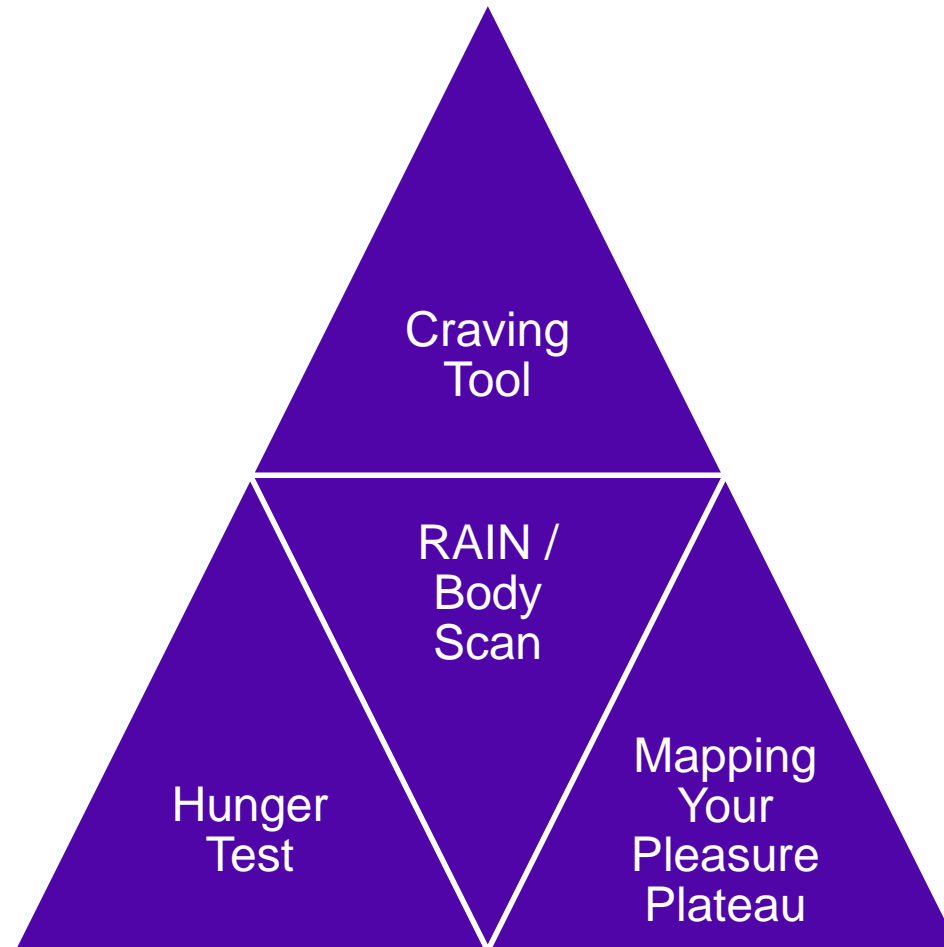 Craving
Tool
RAIN /
Body
Scan
Hunger
Test
Mapping
Your
Pleasure
Plateau